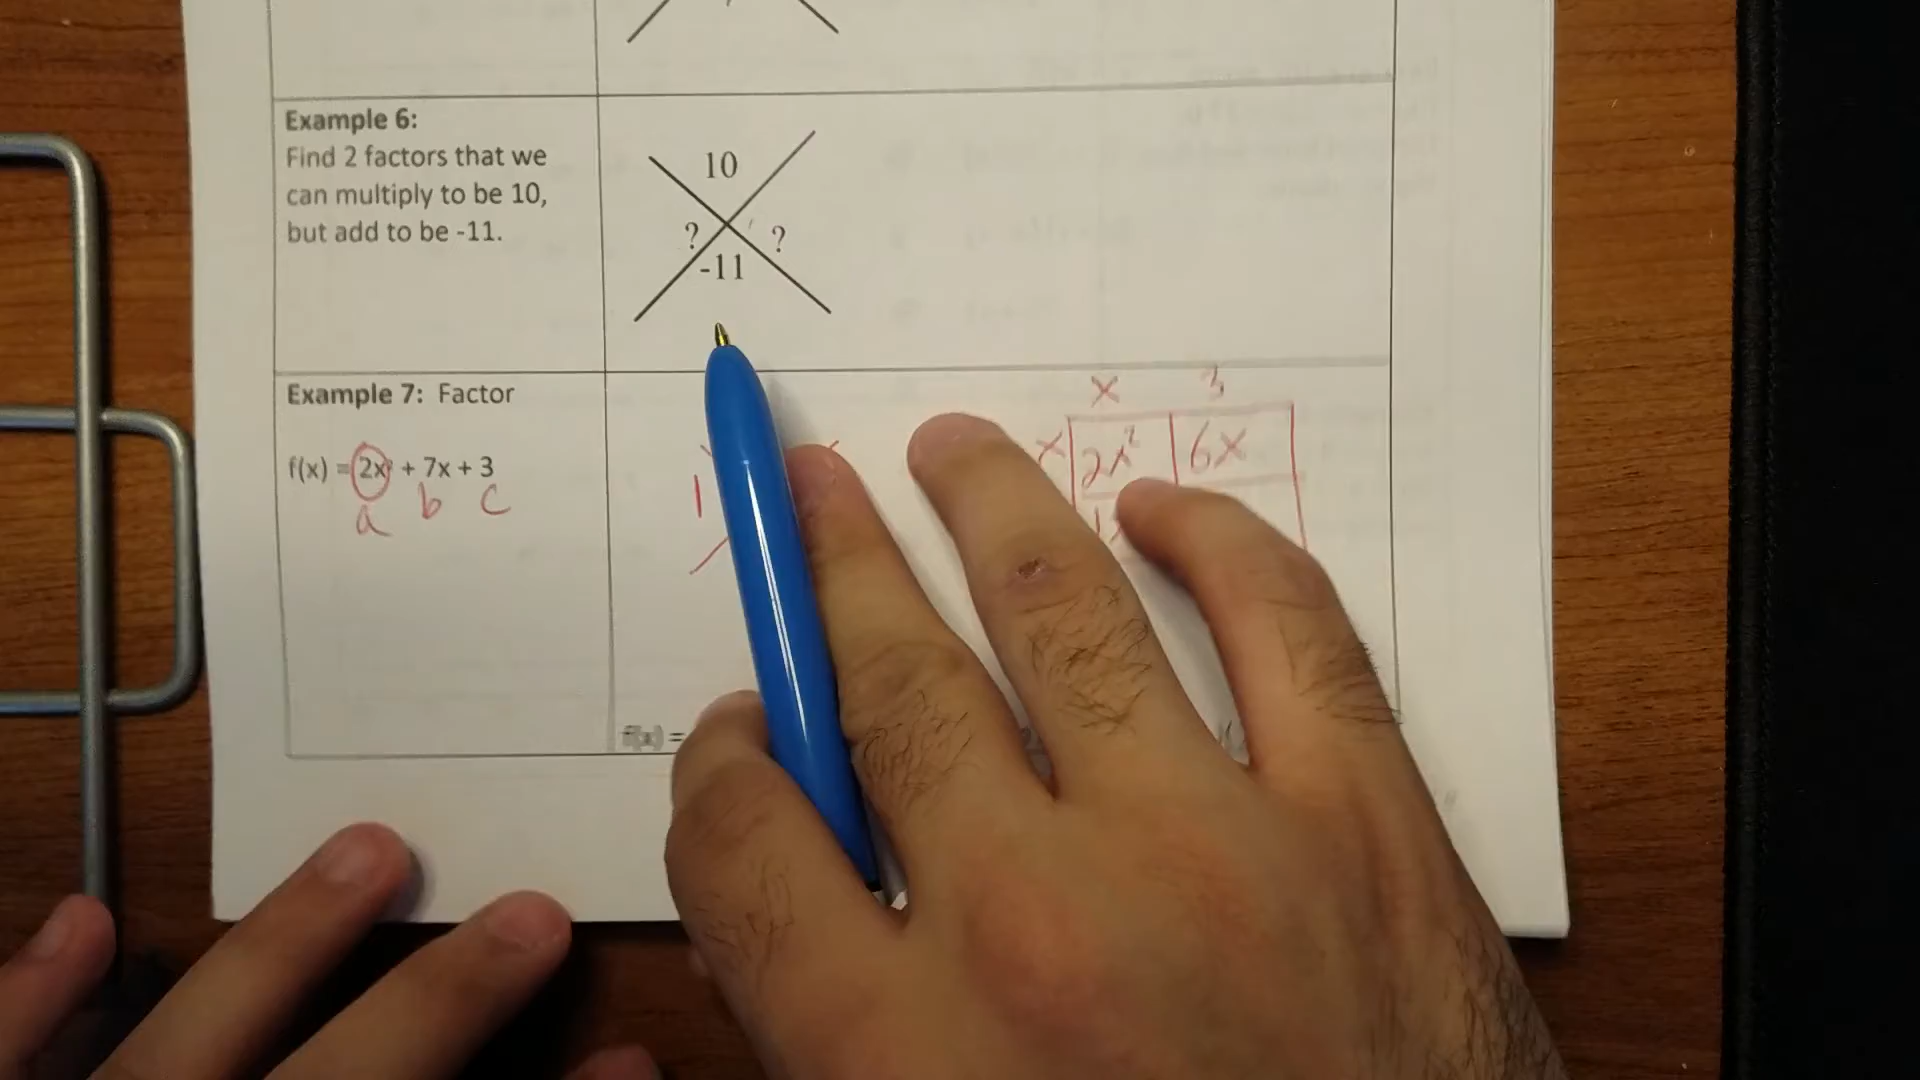 Example 6:
Find 2 factors that we
can multiply to be 10,
but add to be -11.
10
? ?
-11
Example 7: Factor
f(x) = 2x² + 7x + 3
a b c
1
x 3
x 2x² 6x
f(x) =